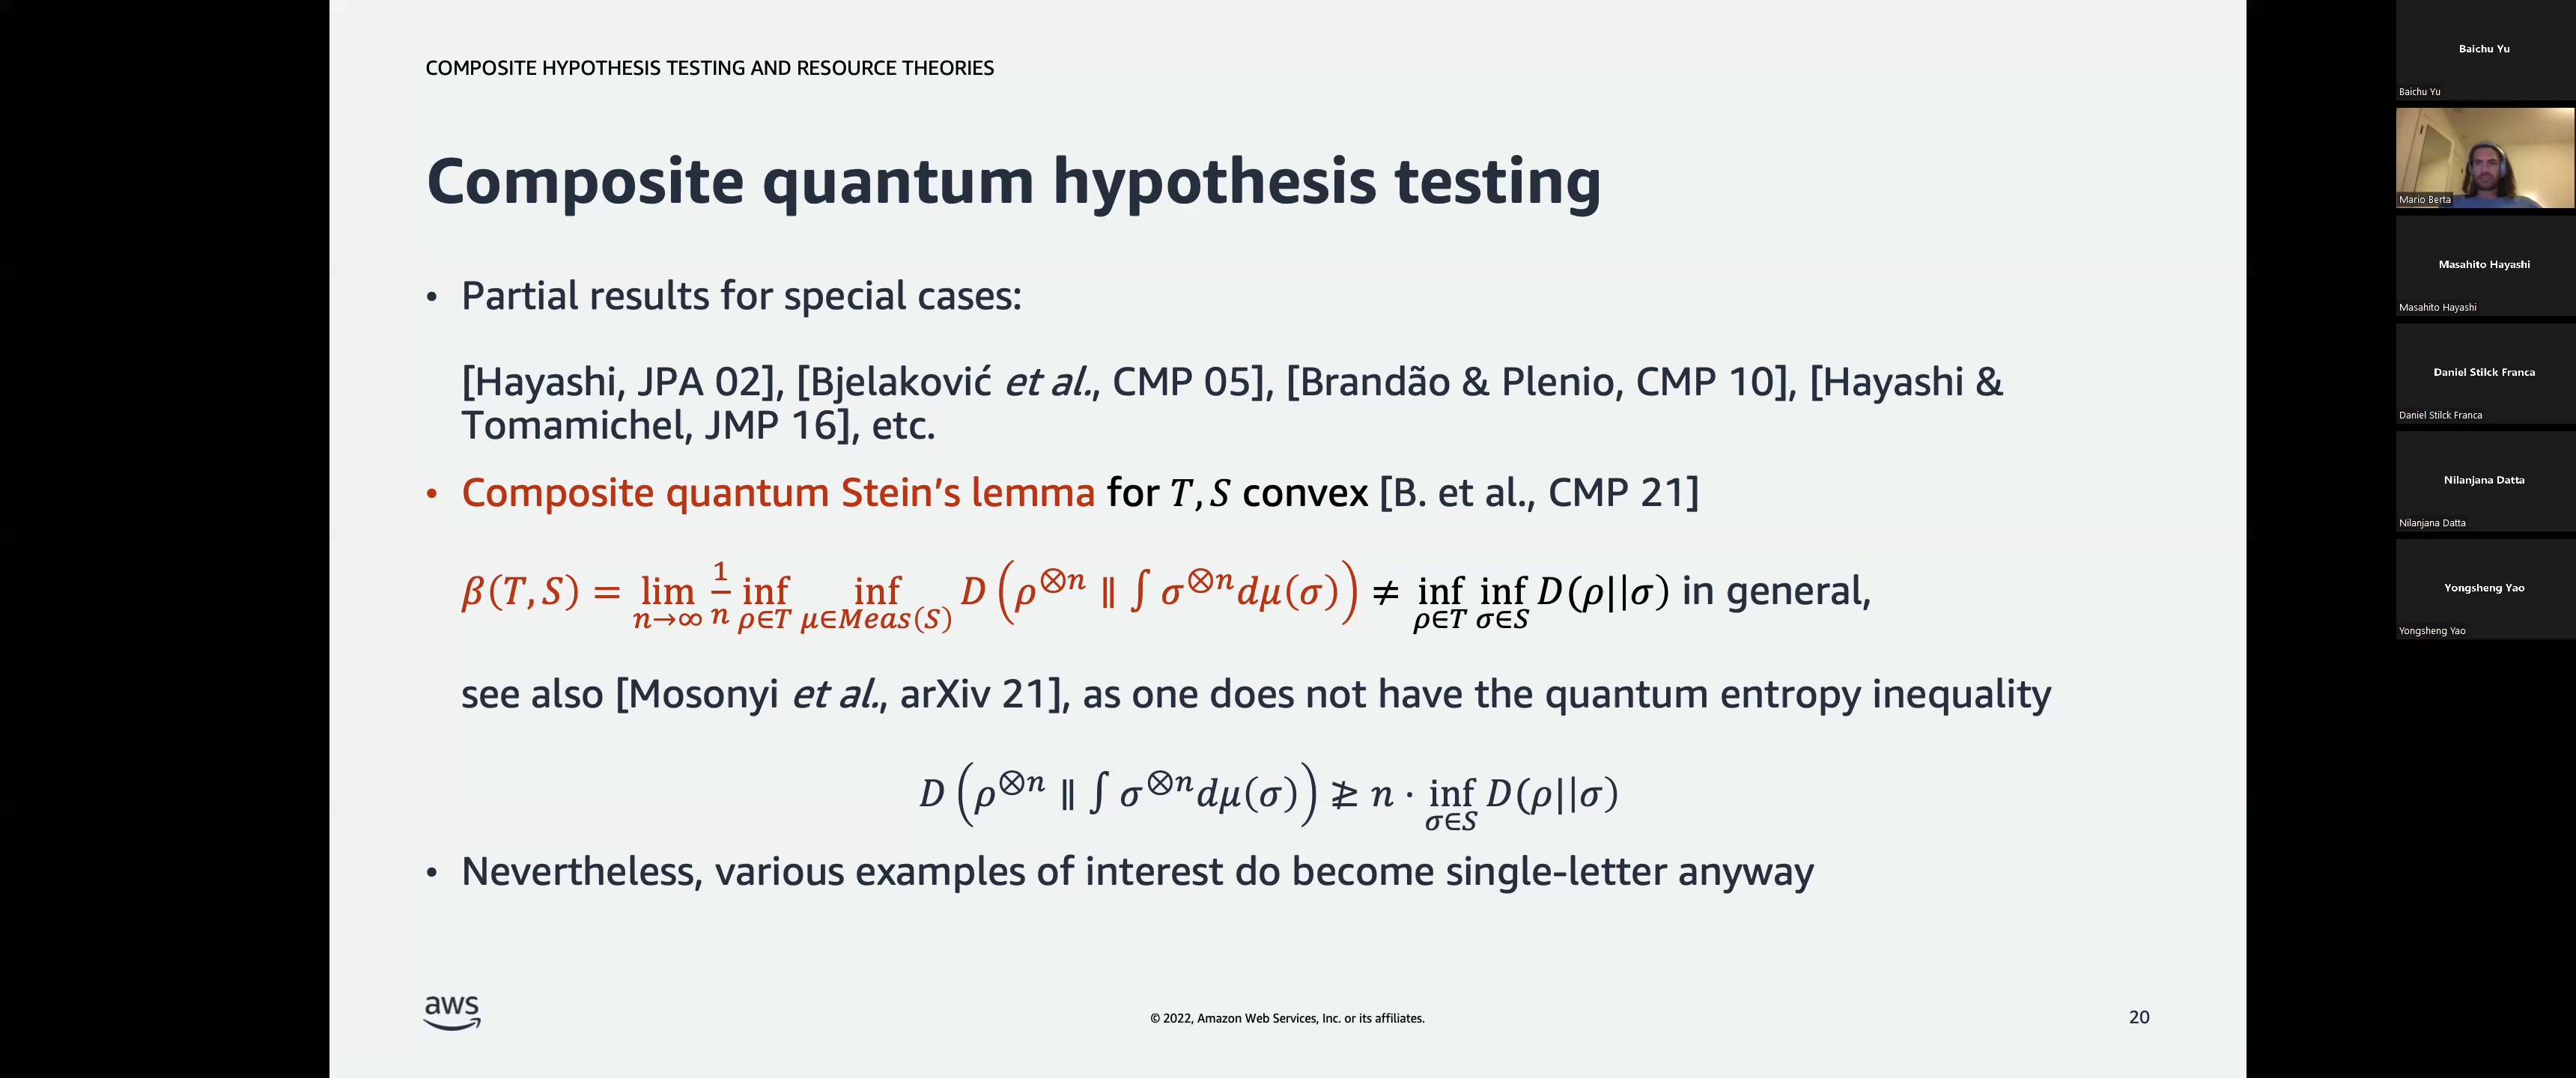 COMPOSITE HYPOTHESIS TESTING AND RESOURCE THEORIES
Composite quantum hypothesis testing
• Partial results for special cases:
[Hayashi, JPA 02], [Bjelaković et al., CMP 05], [Brandão & Plenio, CMP 10], [Hayashi &
Tomamichel, JMP 16], etc.
• Composite quantum Stein’s lemma for T, S convex [B. et al., CMP 21]
β(T, S) = lim_{n→∞} 1/n inf_{ρ∈T} inf_{μ∈Meas(S)} D(ρ^{⊗n} ∥ ∫ σ^{⊗n} dμ(σ)) ≠ inf_{ρ∈T} inf_{σ∈S} D(ρ||σ) in general,
see also [Mosonyi et al., arXiv 21], as one does not have the quantum entropy inequality
D(ρ^{⊗n} ∥ ∫ σ^{⊗n} dμ(σ)) ≱ n · inf_{σ∈S} D(ρ||σ)
• Nevertheless, various examples of interest do become single-letter anyway
aws
© 2022, Amazon Web Services, Inc. or its affiliates.
20
Baichu Yu
Baichu Yu
Mario Berta
Masahito Hayashi
Masahito Hayashi
Daniel Stilck Franca
Daniel Stilck Franca
Nilanjana Datta
Nilanjana Datta
Yongsheng Yao
Yongsheng Yao